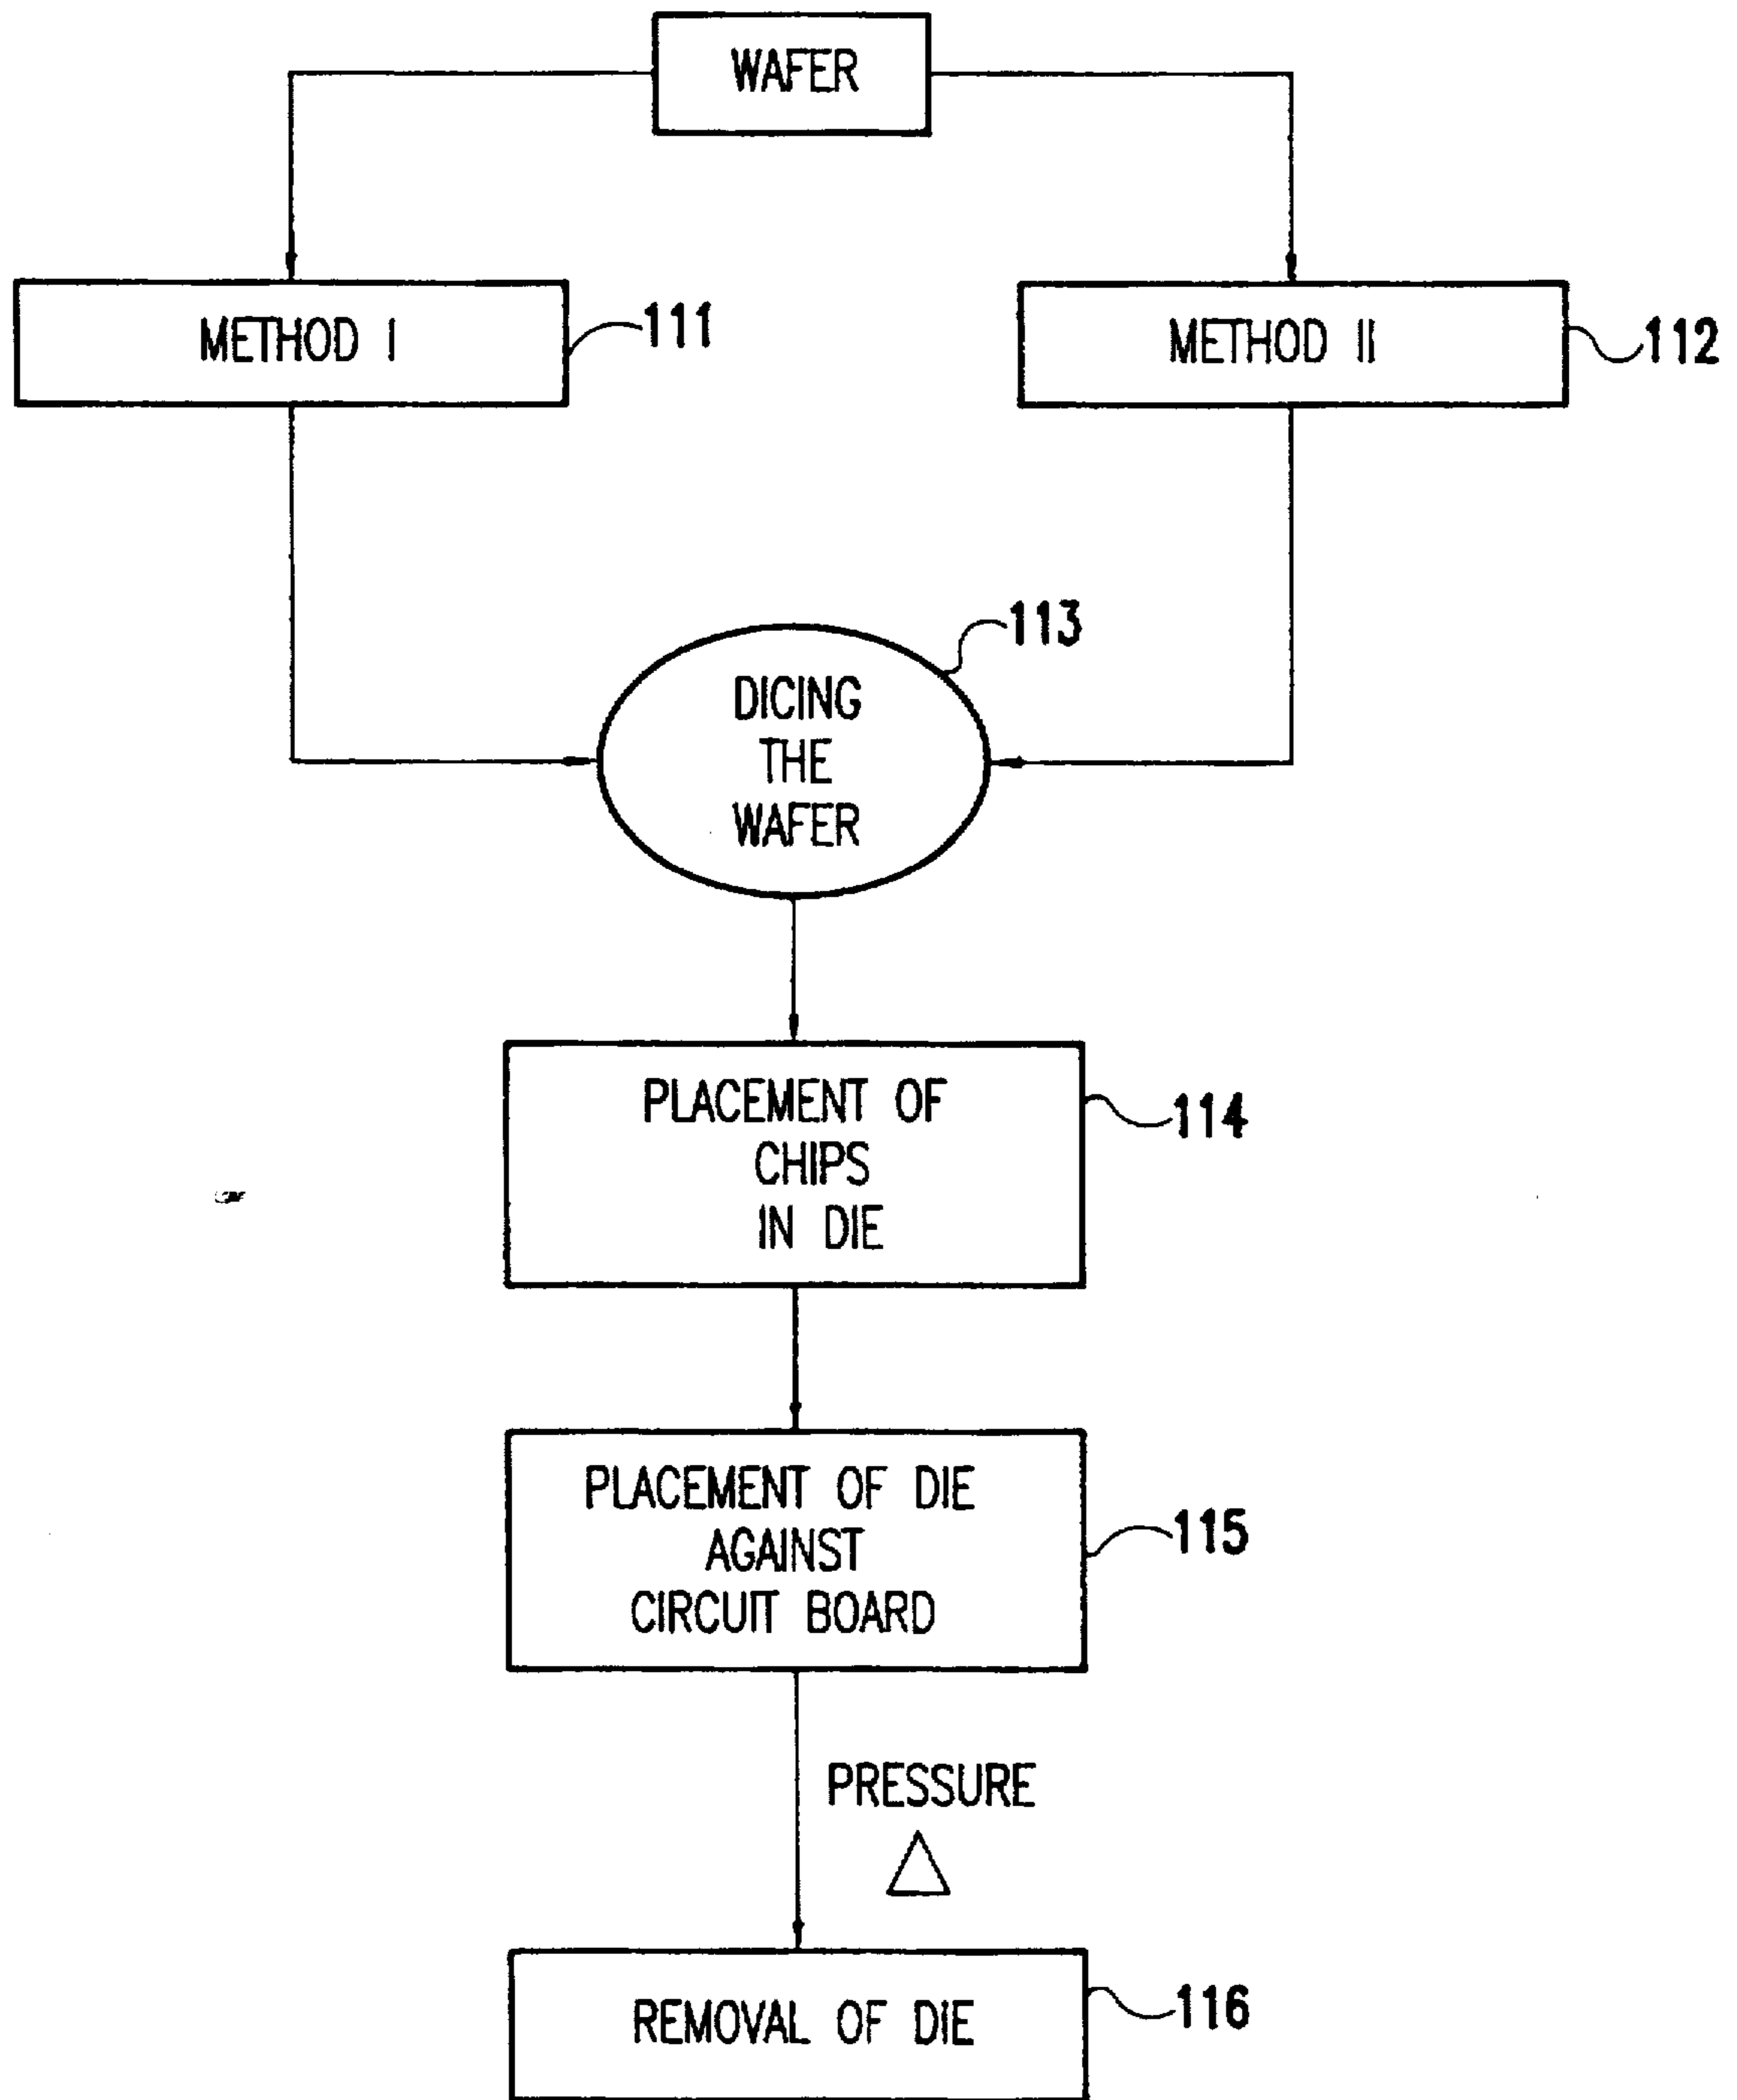 WAFER
METHOD I
111
METHOD II
112
113
DICING
THE
WAFER
PLACEMENT OF
CHIPS
IN DIE
114
PLACEMENT OF DIE
AGAINST
CIRCUIT BOARD
115
PRESSURE
△
REMOVAL OF DIE
116